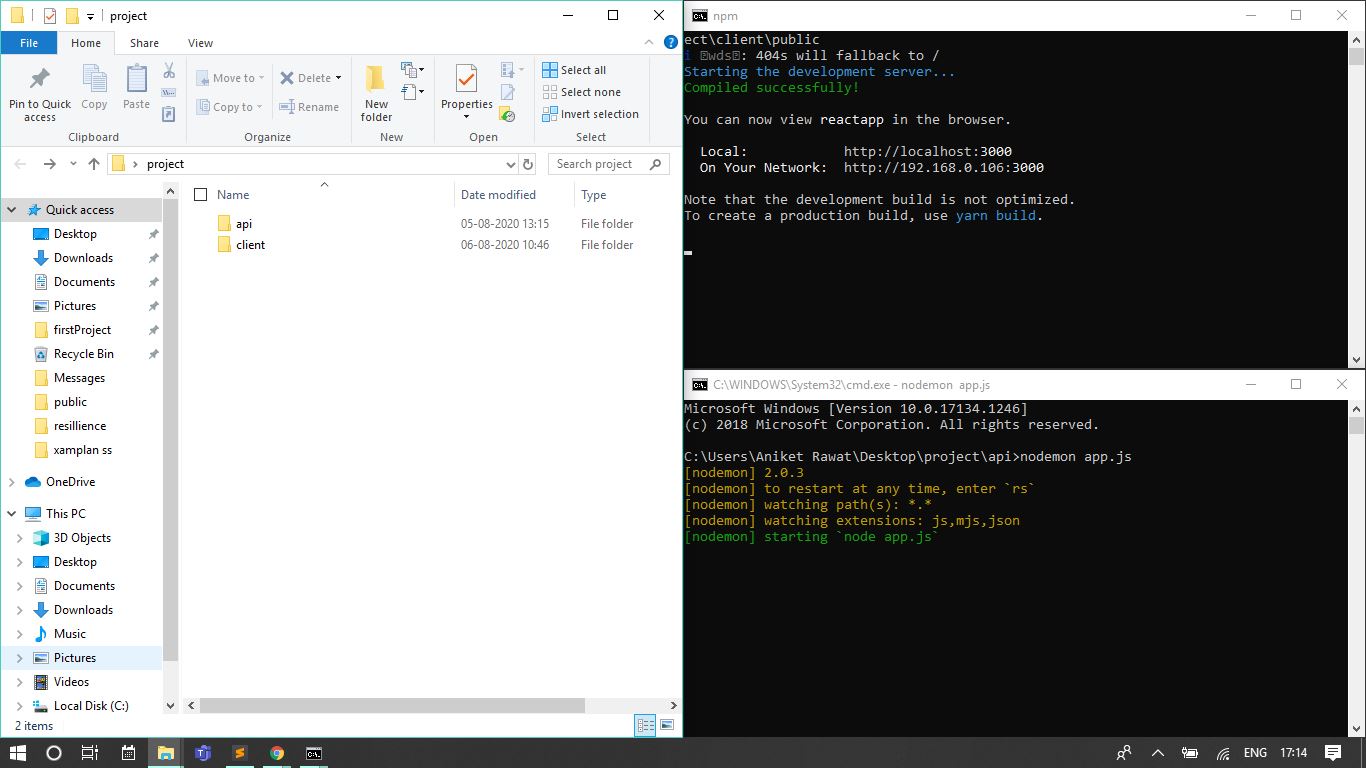 project
File
Home
Share
View
Pin to Quick access
Copy
Paste
Move to
Copy to
Delete
Rename
New folder
Properties
Select all
Select none
Invert selection
Clipboard
Organize
New
Open
Select
project
Search project
Quick access
Desktop
Downloads
Documents
Pictures
firstProject
Recycle Bin
Messages
public
resillience
xamplan ss
OneDrive
This PC
3D Objects
Desktop
Documents
Downloads
Music
Pictures
Videos
Local Disk (C:)
Name Date modified Type
api 05-08-2020 13:15 File folder
client 06-08-2020 10:46 File folder
2 items
npm
ect\client\public
i 「wds」: 404s will fallback to /
Starting the development server...
Compiled successfully!
You can now view reactapp in the browser.
Local: http://localhost:3000
On Your Network: http://192.168.0.106:3000
Note that the development build is not optimized.
To create a production build, use yarn build.
C:\WINDOWS\System32\cmd.exe - nodemon app.js
Microsoft Windows [Version 10.0.17134.1246]
(c) 2018 Microsoft Corporation. All rights reserved.
C:\Users\Aniket Rawat\Desktop\project\api>nodemon app.js
[nodemon] 2.0.3
[nodemon] to restart at any time, enter `rs`
[nodemon] watching path(s): *.*
[nodemon] watching extensions: js,mjs,json
[nodemon] starting `node app.js`
ENG 17:14